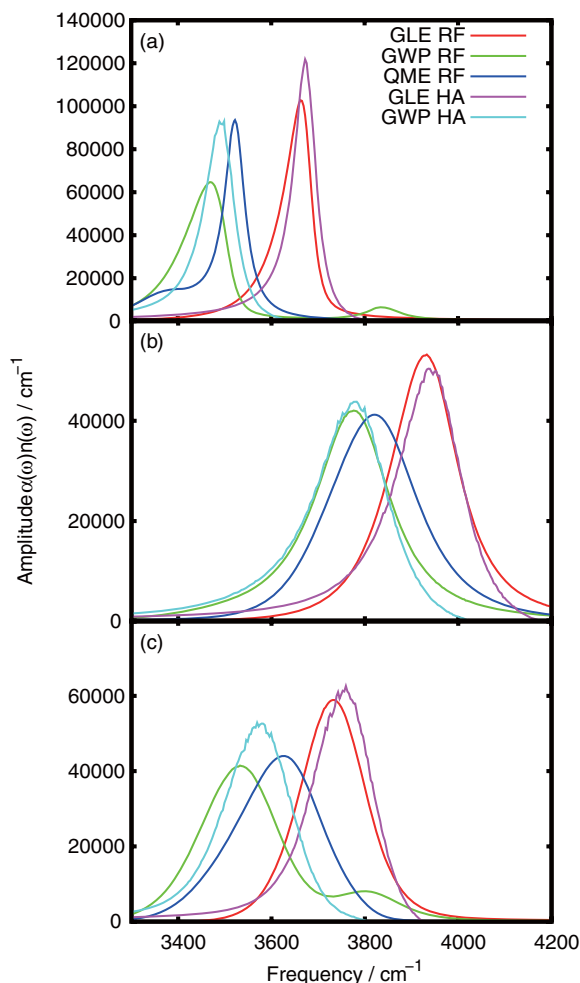 140000
120000
100000
80000
60000
40000
20000
0
(a)
GLE RF
GWP RF
QME RF
GLE HA
GWP HA
40000
20000
0
(b)
60000
40000
20000
0
(c)
Amplitude α(ω)n(ω) / cm⁻¹
3400 3600 3800 4000 4200
Frequency / cm⁻¹